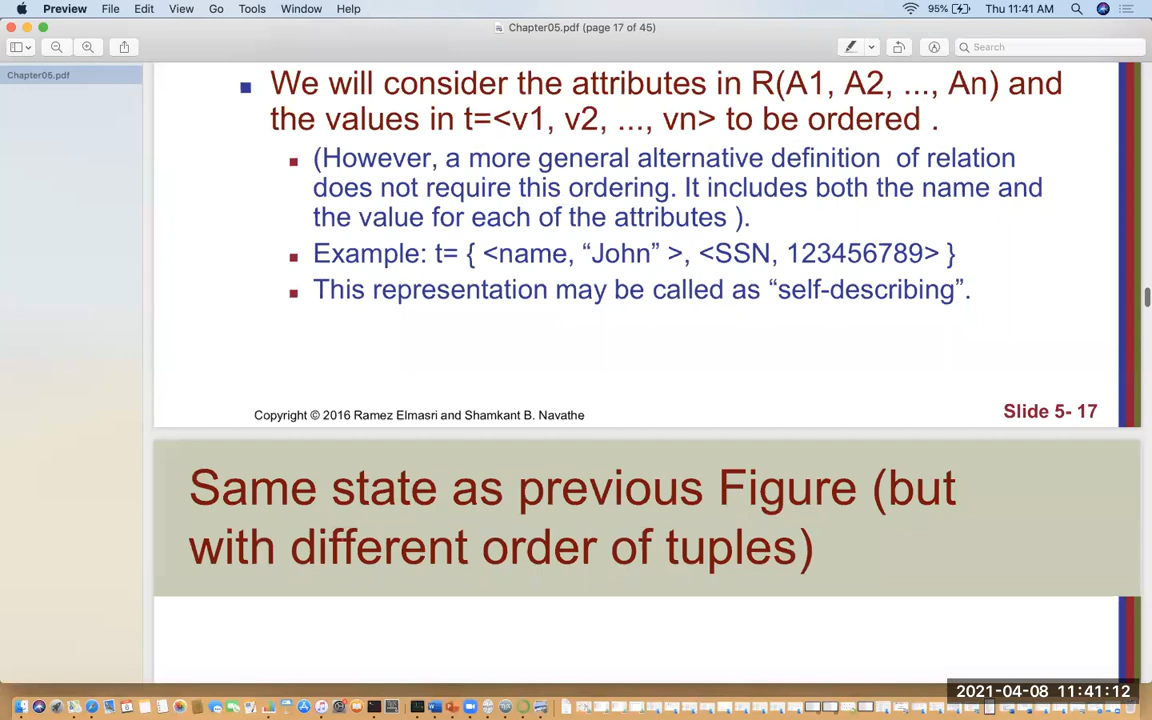 Preview File Edit View Go Tools Window Help 95% Thu 11:41 AM
Chapter05.pdf (page 17 of 45)
Search
Chapter05.pdf
We will consider the attributes in R(A1, A2, ..., An) and
the values in t=<v1, v2, ..., vn> to be ordered .
(However, a more general alternative definition of relation
does not require this ordering. It includes both the name and
the value for each of the attributes ).
Example: t= { <name, “John” >, <SSN, 123456789> }
This representation may be called as “self-describing”.
Copyright © 2016 Ramez Elmasri and Shamkant B. Navathe
Slide 5- 17
Same state as previous Figure (but
with different order of tuples)
2021-04-08 11:41:12